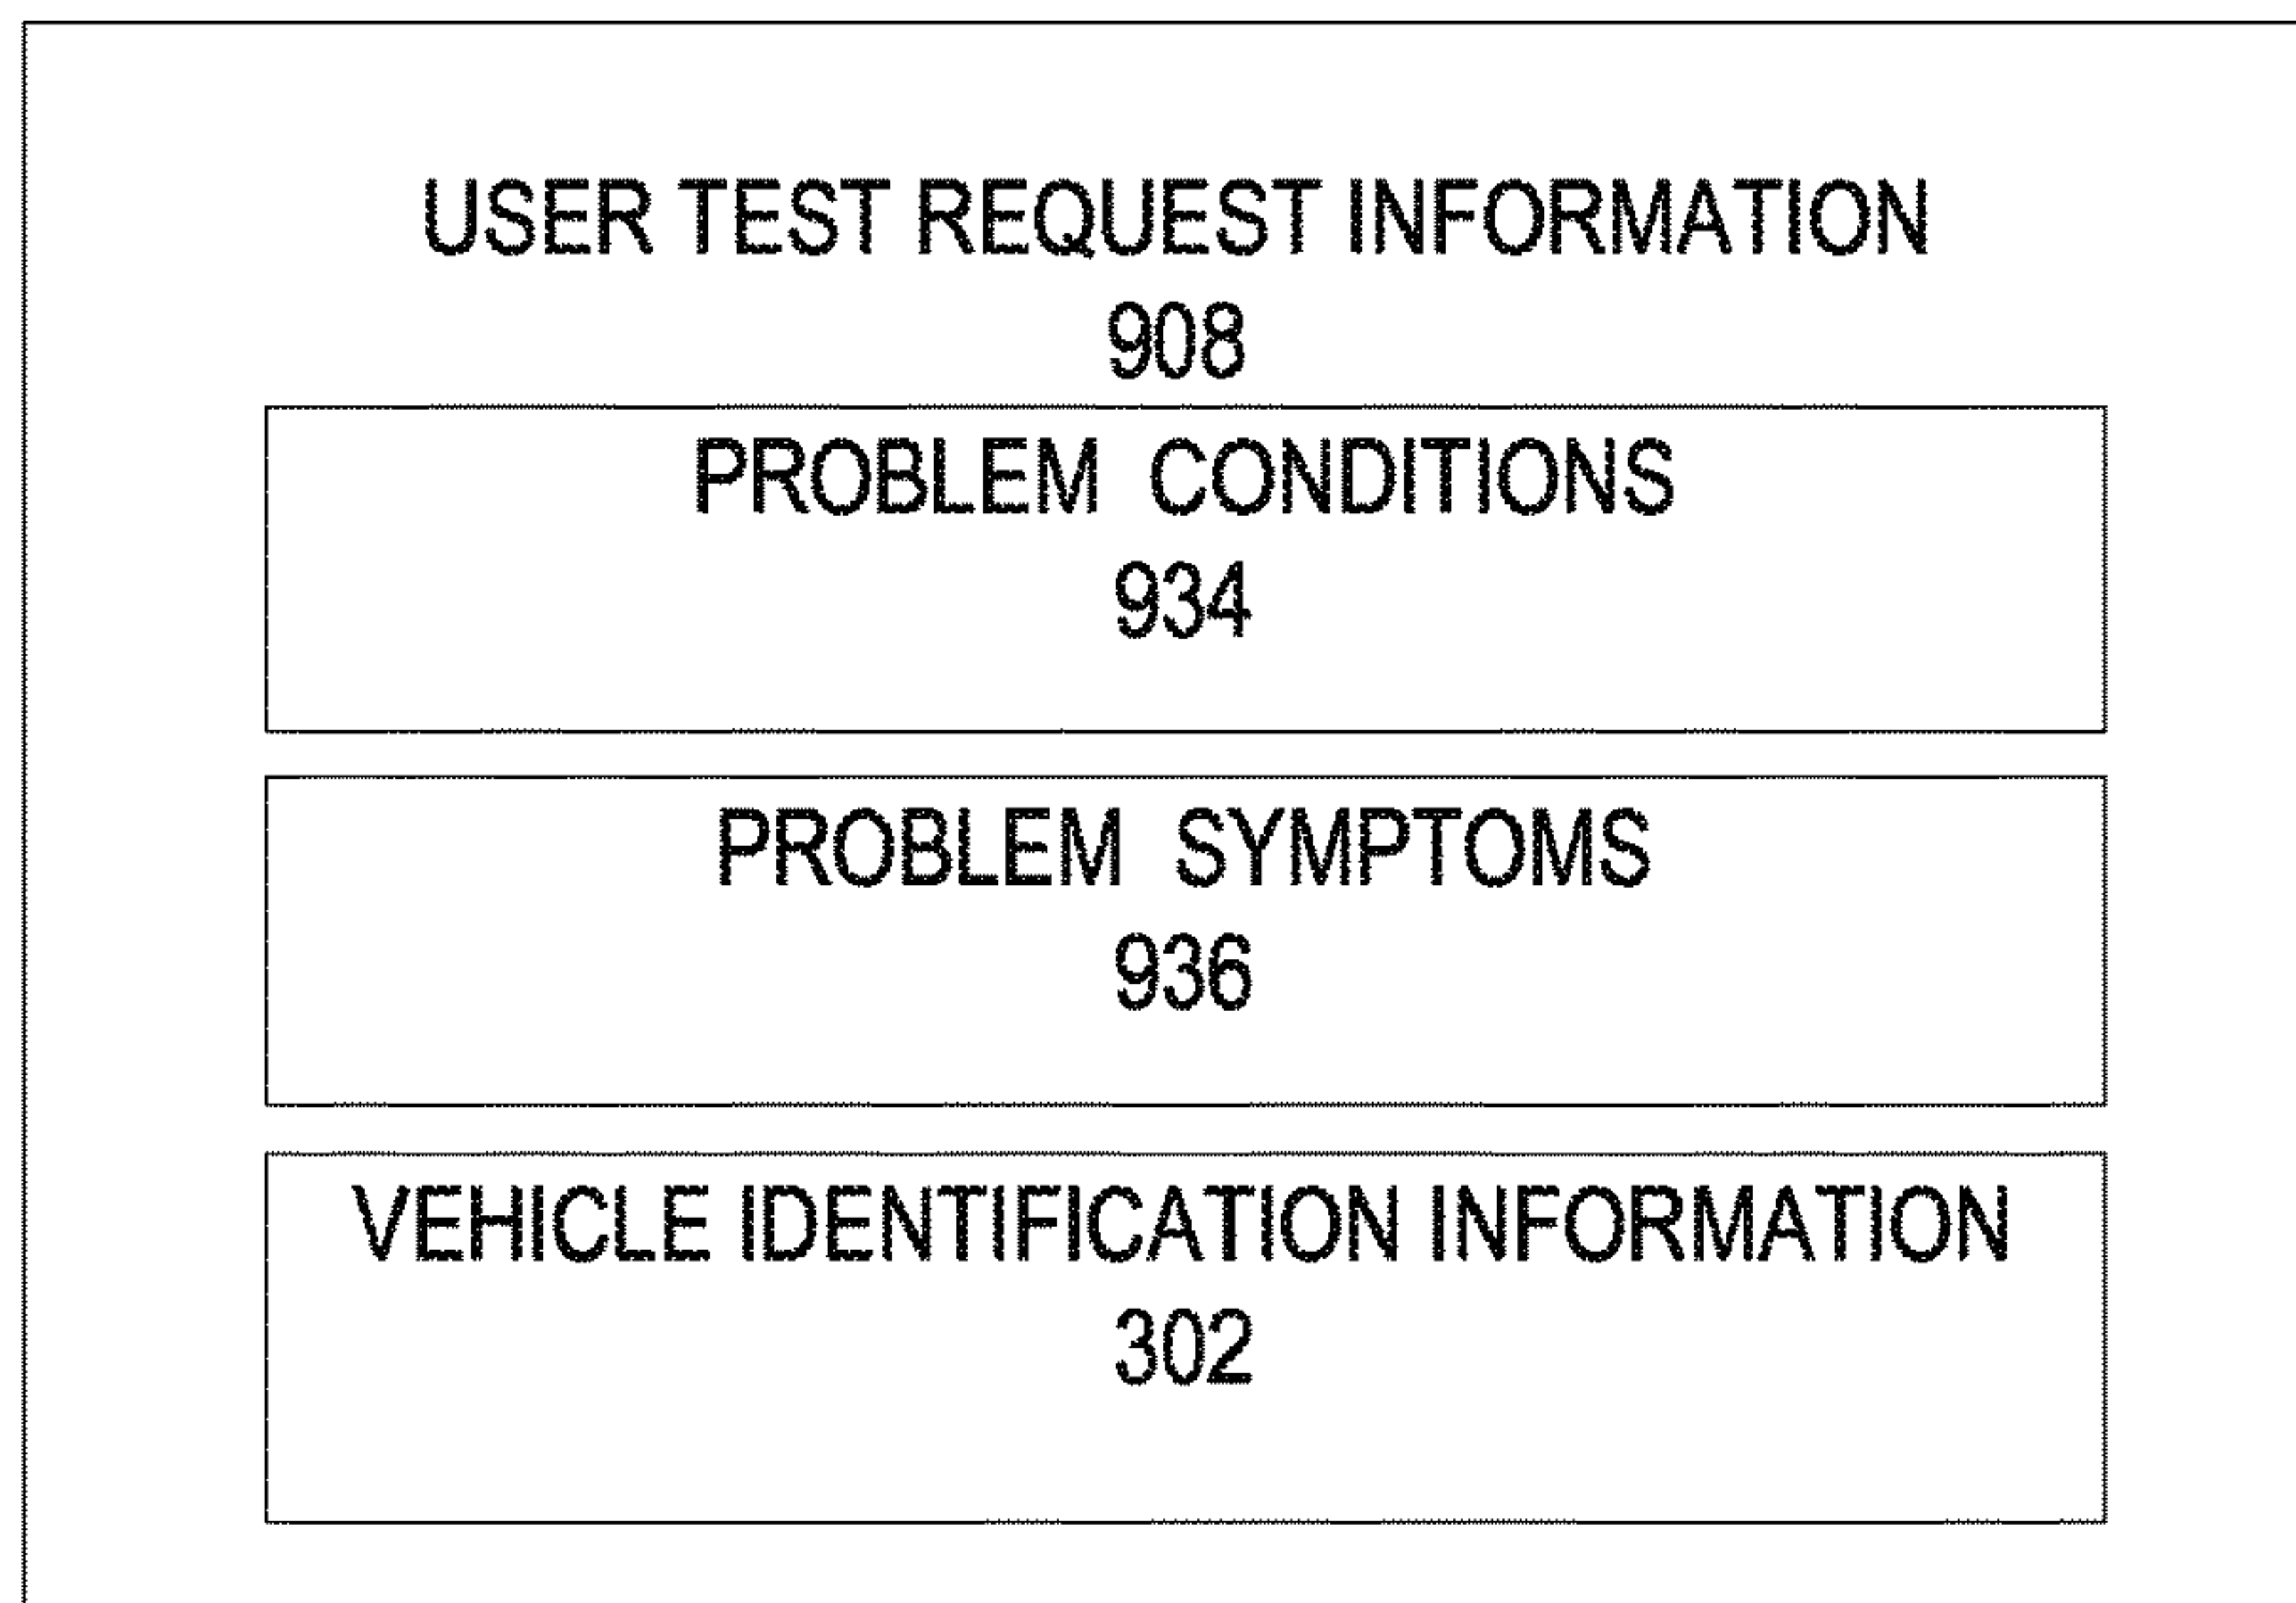 USER TEST REQUEST INFORMATION
908
PROBLEM CONDITIONS
934
PROBLEM SYMPTOMS
936
VEHICLE IDENTIFICATION INFORMATION
302